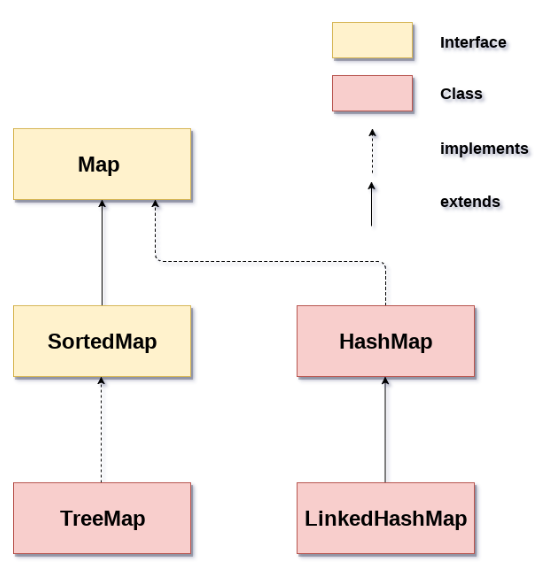 Interface
Class
implements
extends
Map
SortedMap
HashMap
TreeMap
LinkedHashMap